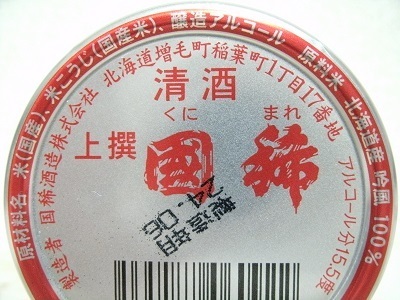 原材料名 米(国産)、米こうじ(国産米)、醸造アルコール 原料米 北海道産 吟風 100%
製造者 国稀酒造株式会社 北海道増毛町稲葉町1丁目17番地 アルコール分15.5度
清酒
くに まれ
上撰 國稀
製造年月
24.06